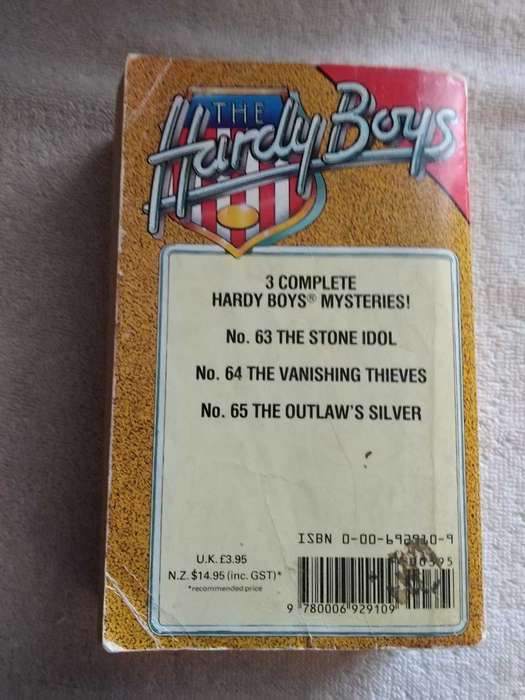 THE
Hardy Boys
3 COMPLETE
HARDY BOYS® MYSTERIES!
No. 63 THE STONE IDOL
No. 64 THE VANISHING THIEVES
No. 65 THE OUTLAW'S SILVER
ISBN 0-00-692910-9
U.K. £3.95
N.Z. $14.95 (inc. GST)*
*recommended price
9 780006 929109